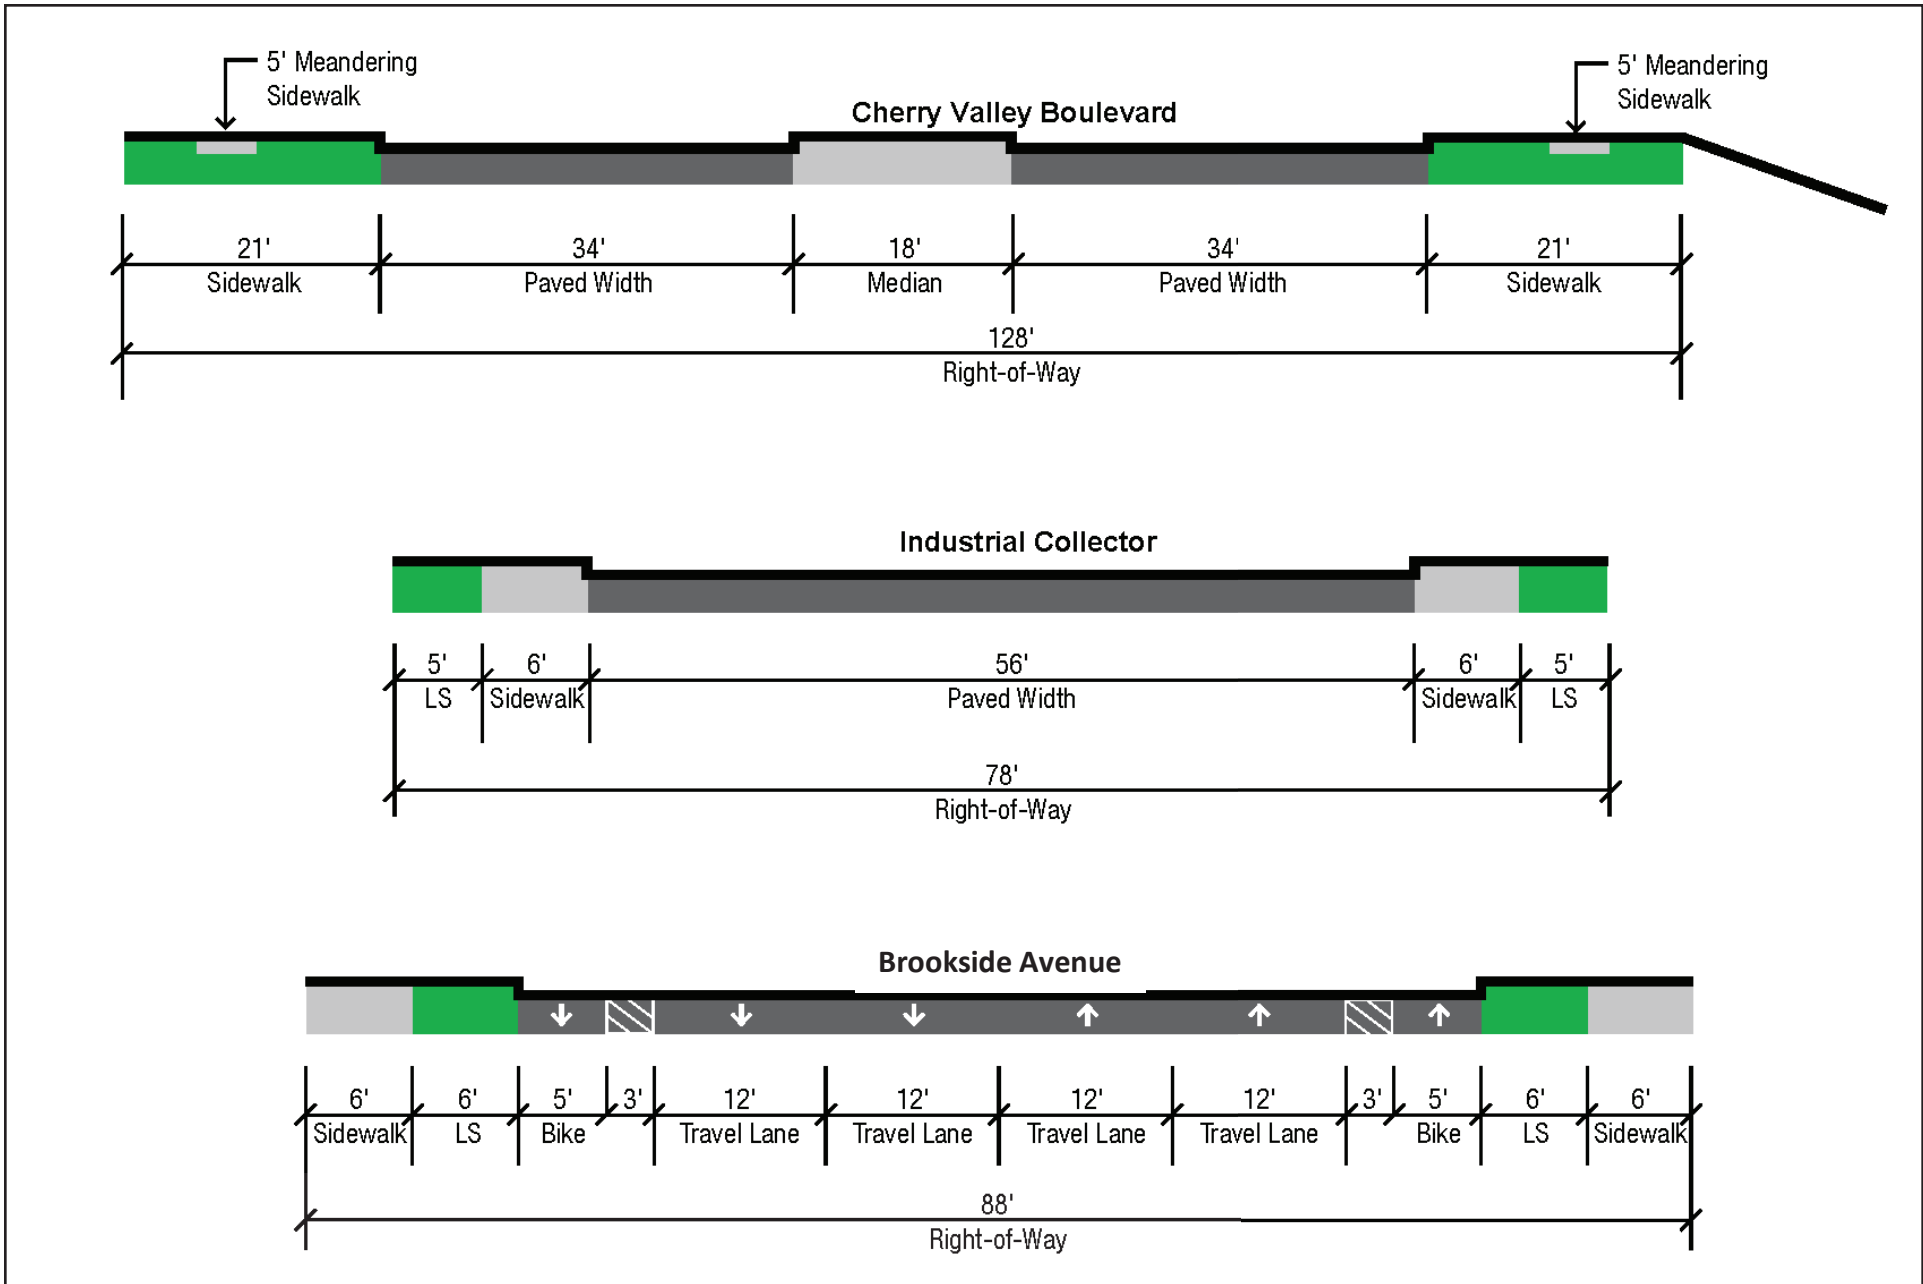 5' Meandering
Sidewalk
5' Meandering
Sidewalk
Cherry Valley Boulevard
21' 34' 18' 34' 21'
Sidewalk Paved Width Median Paved Width Sidewalk
128'
Right-of-Way
Industrial Collector
5' 6' 56' 6' 5'
LS Sidewalk Paved Width Sidewalk LS
78'
Right-of-Way
Brookside Avenue
6' 6' 5' 3' 12' 12' 12' 12' 3' 5' 6' 6'
Sidewalk LS Bike Travel Lane Travel Lane Travel Lane Travel Lane Bike LS Sidewalk
88'
Right-of-Way